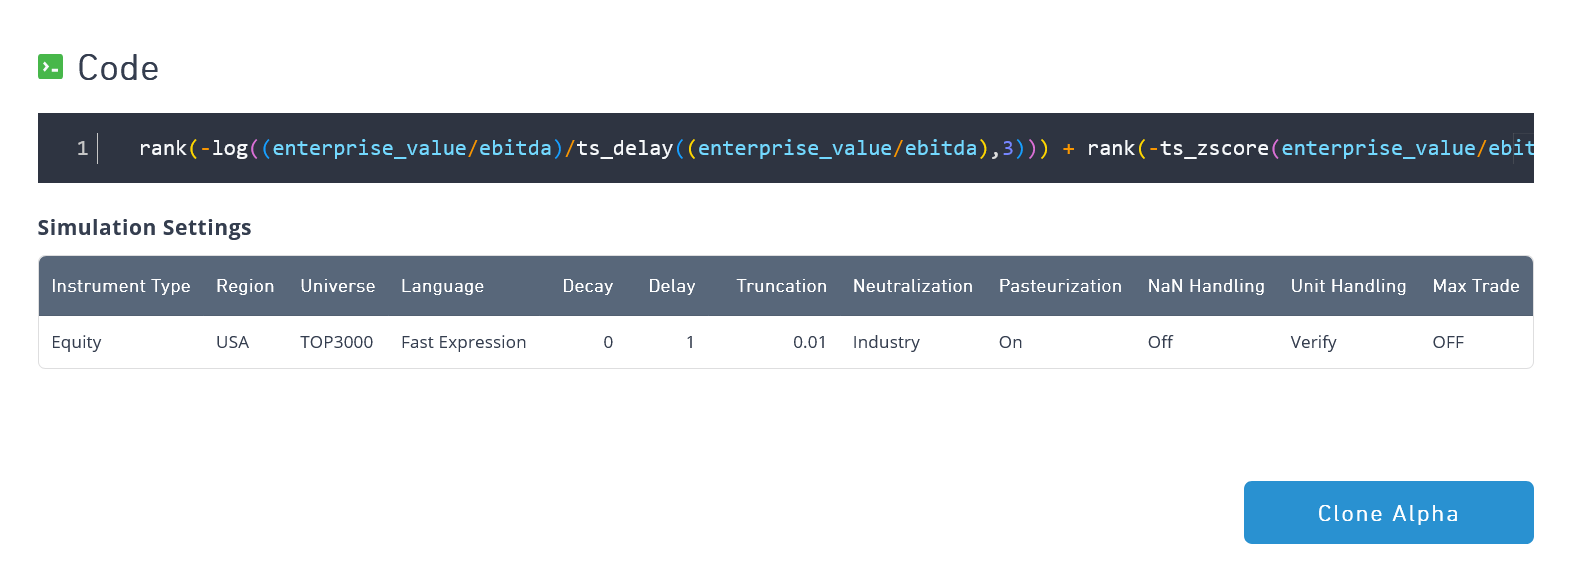 Code
1 rank(-log((enterprise_value/ebitda)/ts_delay((enterprise_value/ebitda),3))) + rank(-ts_zscore(enterprise_value/ebit
Simulation Settings
Instrument Type Region Universe Language Decay Delay Truncation Neutralization Pasteurization NaN Handling Unit Handling Max Trade
Equity USA TOP3000 Fast Expression 0 1 0.01 Industry On Off Verify OFF
Clone Alpha